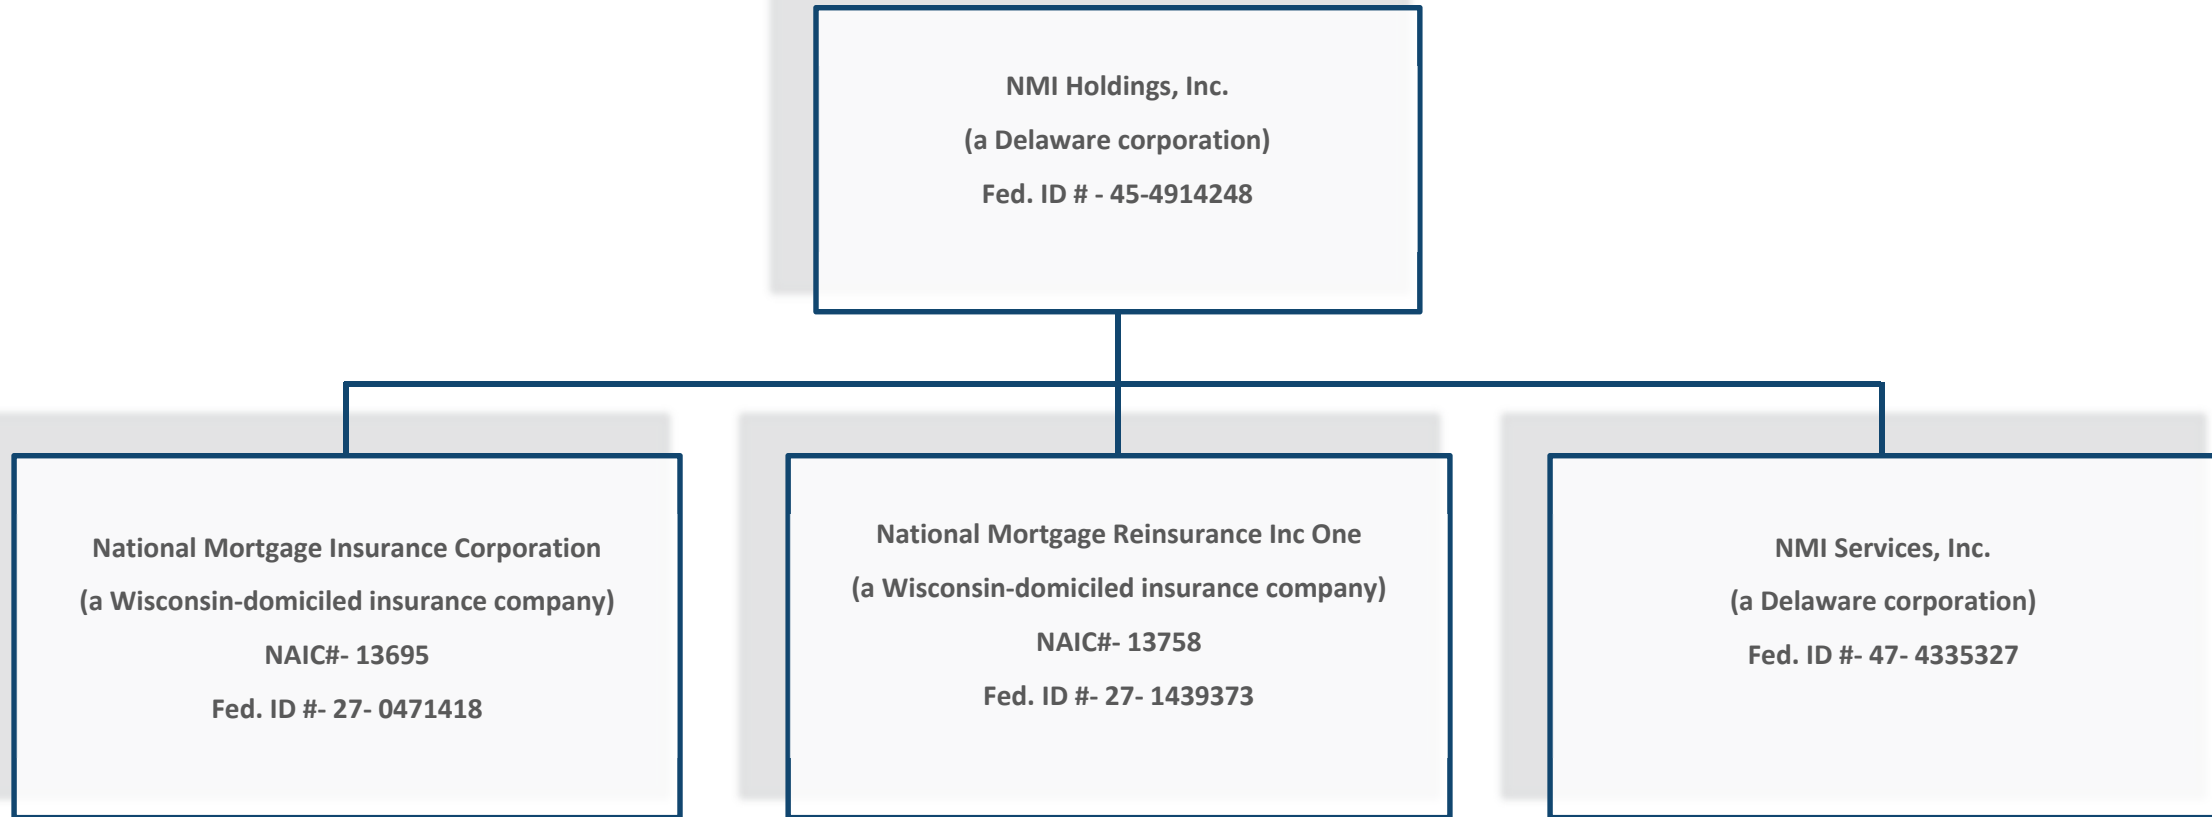 NMI Holdings, Inc.
(a Delaware corporation)
Fed. ID # - 45-4914248
National Mortgage Insurance Corporation
(a Wisconsin-domiciled insurance company)
NAIC#- 13695
Fed. ID #- 27- 0471418
National Mortgage Reinsurance Inc One
(a Wisconsin-domiciled insurance company)
NAIC#- 13758
Fed. ID #- 27- 1439373
NMI Services, Inc.
(a Delaware corporation)
Fed. ID #- 47- 4335327